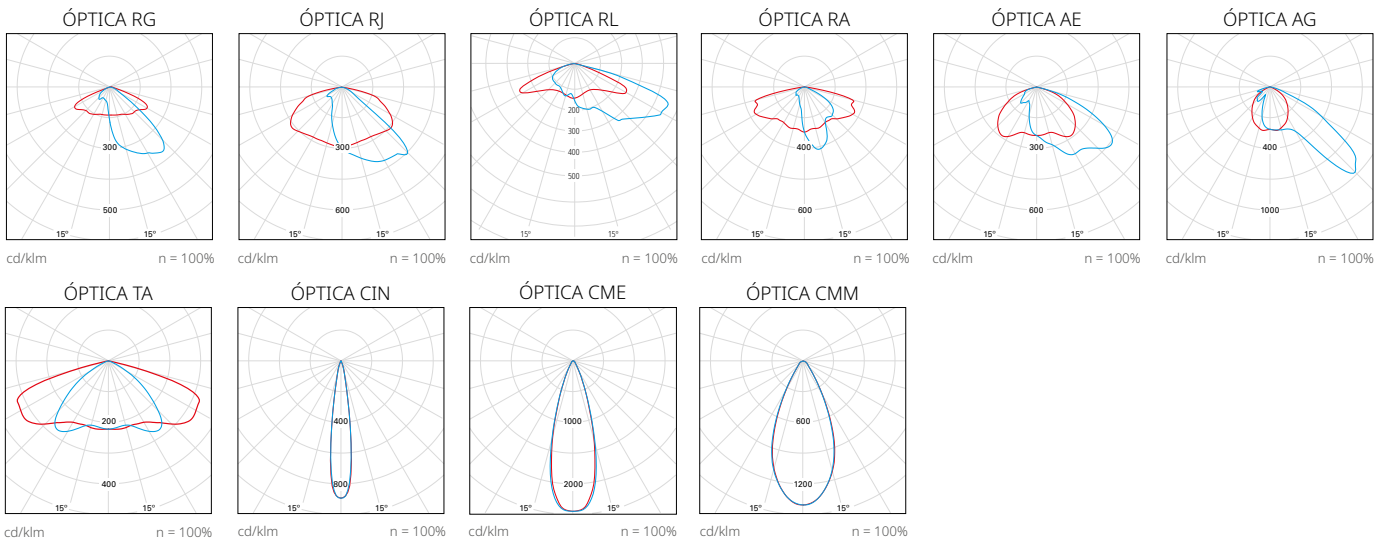 ÓPTICA RG
300
500
15° 15°
cd/klm n = 100%
ÓPTICA RJ
300
600
15° 15°
cd/klm n = 100%
ÓPTICA RL
200
300
400
500
15° 15°
cd/klm n = 100%
ÓPTICA RA
400
600
15° 15°
cd/klm n = 100%
ÓPTICA AE
300
600
15° 15°
cd/klm n = 100%
ÓPTICA AG
400
1000
15° 15°
cd/klm n = 100%
ÓPTICA TA
200
400
15° 15°
cd/klm n = 100%
ÓPTICA CIN
400
800
15° 15°
cd/klm n = 100%
ÓPTICA CME
1000
2000
15° 15°
cd/klm n = 100%
ÓPTICA CMM
600
1200
15° 15°
cd/klm n = 100%